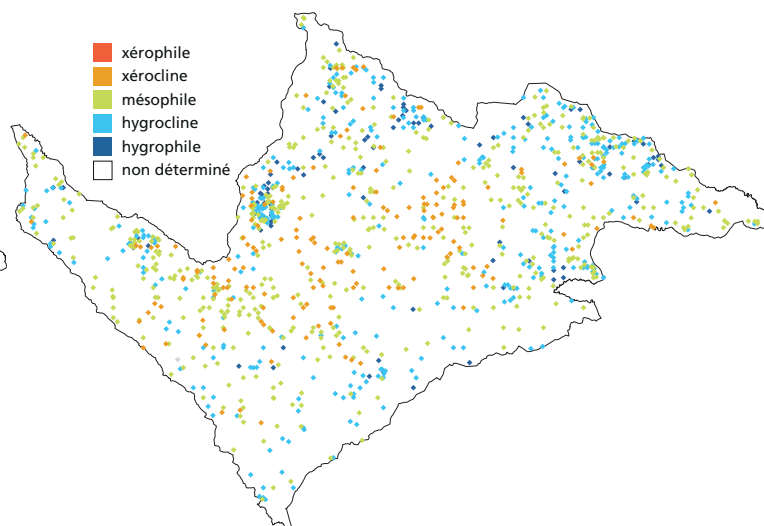 xérophile
xérocline
mésophile
hygrocline
hygrophile
non déterminé